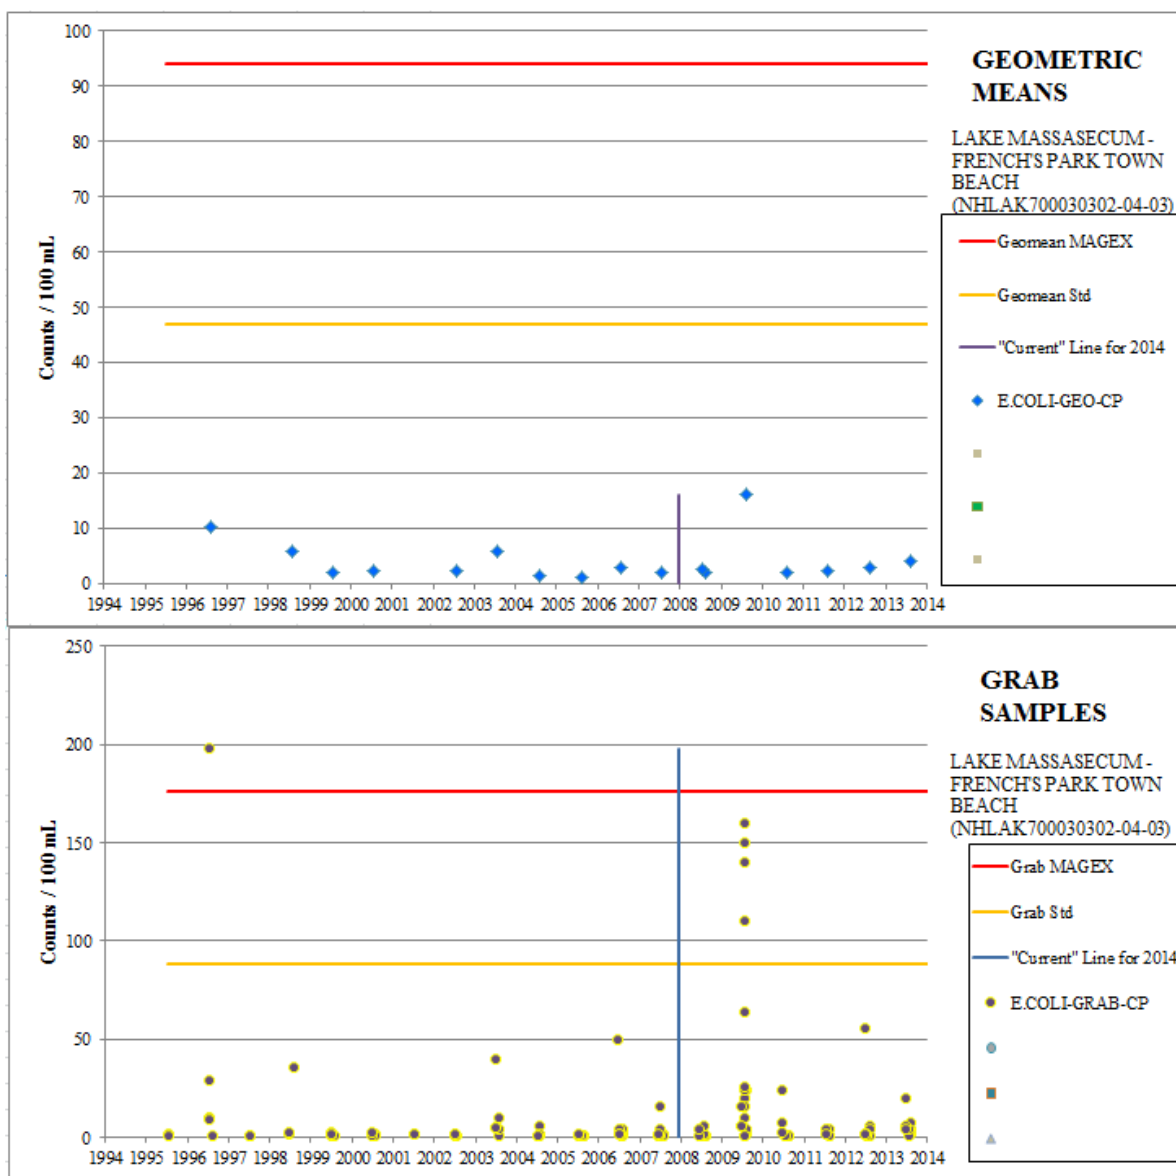 100
90
80
70
60
50
40
30
20
10
0
Counts / 100 mL
1994 1995 1996 1997 1998 1999 2000 2001 2002 2003 2004 2005 2006 2007 2008 2009 2010 2011 2012 2013 2014
GEOMETRIC
MEANS
LAKE MASSASECUM -
FRENCH'S PARK TOWN
BEACH
(NHLAK700030302-04-03)
Geomean MAGEX
Geomean Std
"Current" Line for 2014
E.COLI-GEO-CP
250
200
150
100
50
0
Counts / 100 mL
1994 1995 1996 1997 1998 1999 2000 2001 2002 2003 2004 2005 2006 2007 2008 2009 2010 2011 2012 2013 2014
GRAB
SAMPLES
LAKE MASSASECUM -
FRENCH'S PARK TOWN
BEACH
(NHLAK700030302-04-03)
Grab MAGEX
Grab Std
"Current" Line for 2014
E.COLI-GRAB-CP